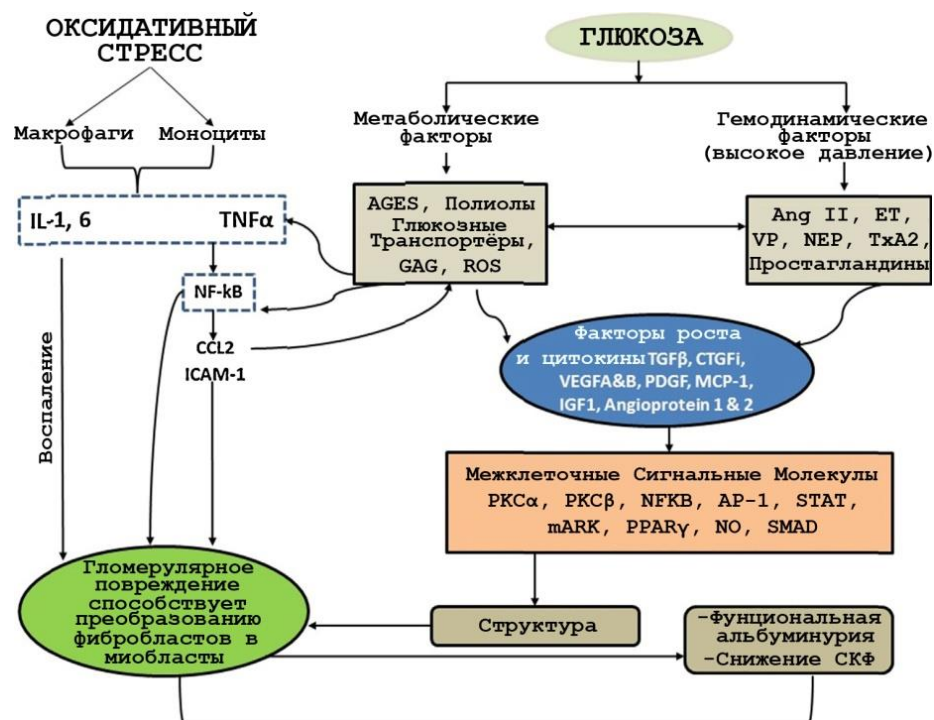 ОКСИДАТИВНЫЙ
СТРЕСС
Макрофаги
Моноциты
IL-1, 6
TNFα
NF-kB
CCL2
ICAM-1
Воспаление
ГЛЮКОЗА
Метаболические
факторы
Гемодинамические
факторы
(высокое давление)
AGES, Полиолы
Глюкозные
Транспортёры,
GAG, ROS
Ang II, ET,
VP, NEP, TxA2,
Простагландины
Факторы роста
и цитокины TGFβ, CTGFi,
VEGFA&B, PDGF, MCP-1,
IGF1, Angioprotein 1 & 2
Межклеточные Сигнальные Молекулы
PKCα, PKCβ, NFKB, AP-1, STAT,
mARK, PPARγ, NO, SMAD
Гломерулярное
повреждение
способствует
преобразованию
фибробластов в
миобласты
Структура
-Фунциональная
альбуминурия
-Снижение СКФ